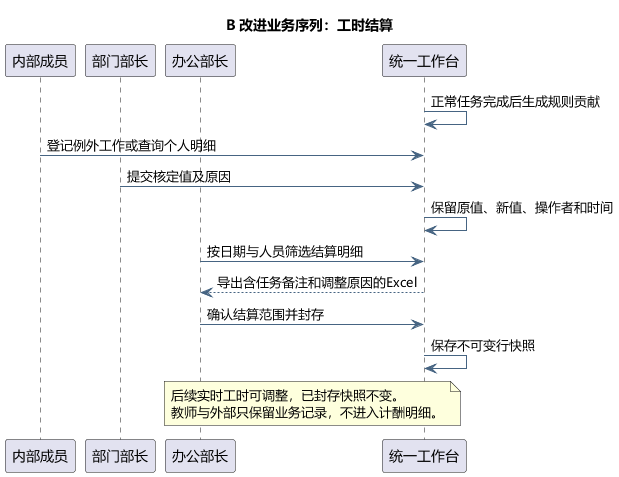 B 改进业务序列：工时结算
内部成员 部门部长 办公部长 统一工作台
正常任务完成后生成规则贡献
登记例外工作或查询个人明细
提交核定值及原因
保留原值、新值、操作者和时间
按日期与人员筛选结算明细
导出含任务备注和调整原因的Excel
确认结算范围并封存
保存不可变行快照
后续实时工时可调整，已封存快照不变。
教师与外部只保留业务记录，不进入计酬明细。
内部成员 部门部长 办公部长 统一工作台